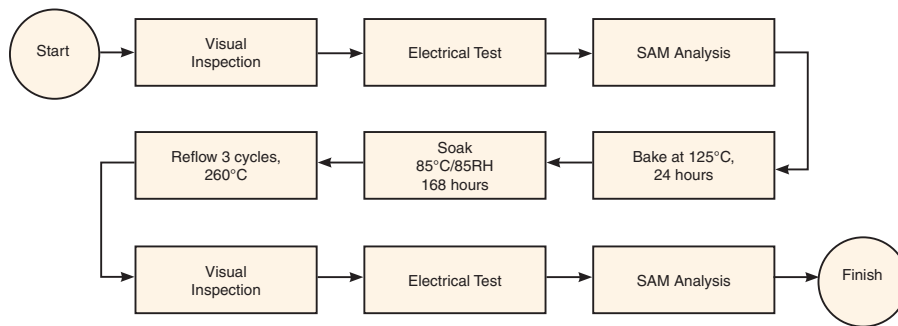 Start
Visual
Inspection
Electrical Test
SAM Analysis
Bake at 125°C,
24 hours
Soak
85°C/85RH
168 hours
Reflow 3 cycles,
260°C
Visual
Inspection
Electrical Test
SAM Analysis
Finish